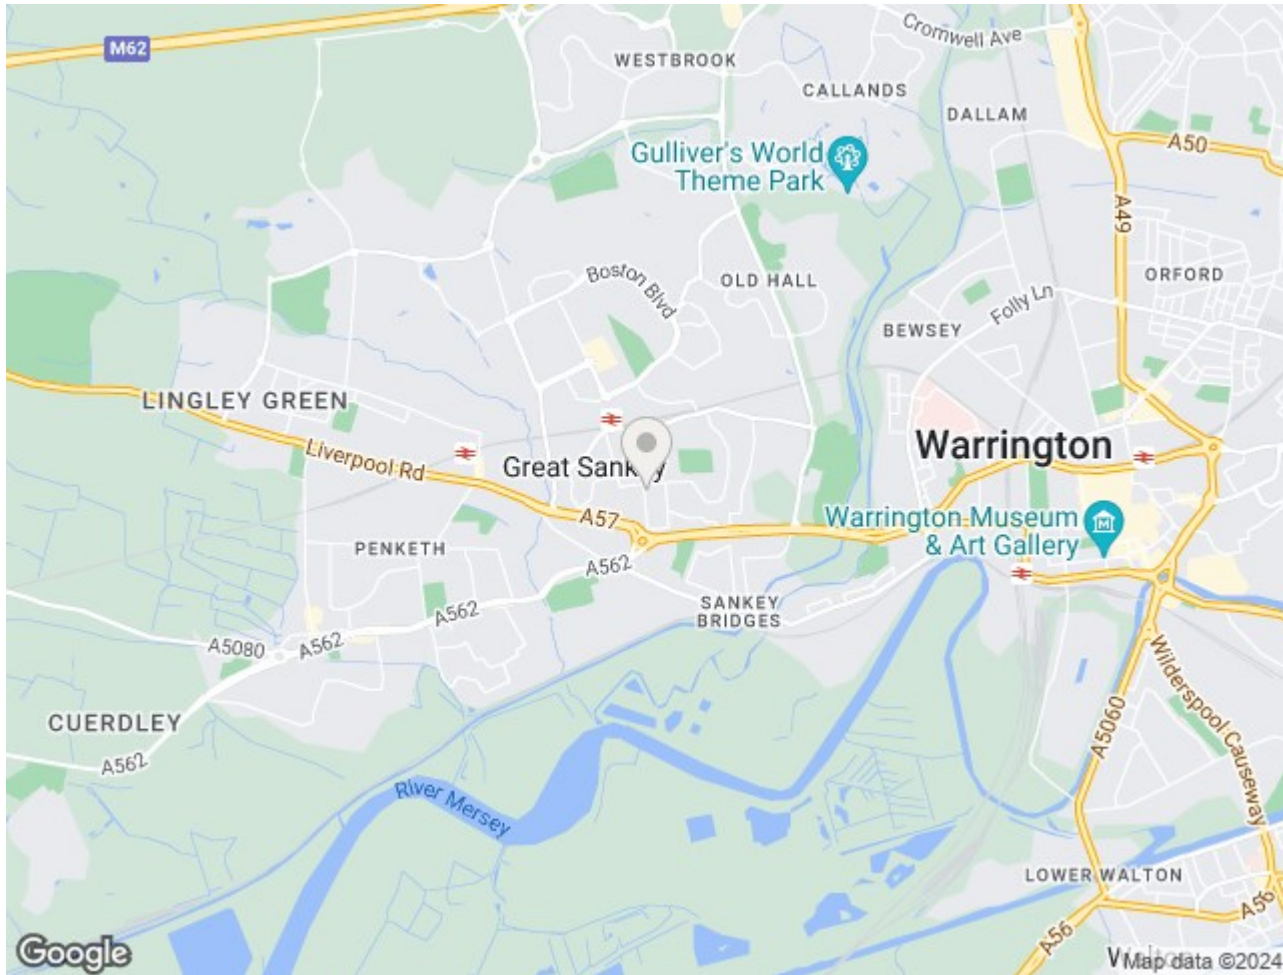 Cromwell Ave
M62
WESTBROOK
CALLANDS
DALLAM
A50
Gulliver's World
Theme Park
A49
Boston Blvd
OLD HALL
ORFORD
Folly Ln
BEWSEY
LINGLEY GREEN
Liverpool Rd
Warrington
Great Sankey
A57
Warrington Museum
& Art Gallery
PENKETH
A562
SANKEY
BRIDGES
A562
A5080
A562
Wilderspool Causeway
CUERDLEY
A5060
A562
River Mersey
LOWER WALTON
A56
A56
Google
Map data ©2024